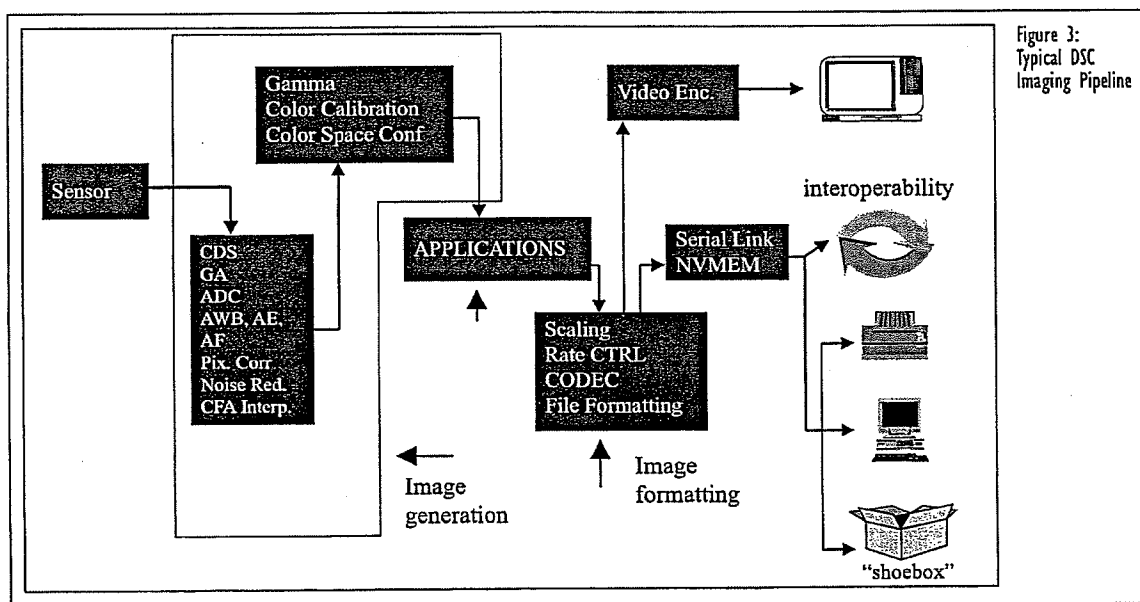 Figure 3:
Typical DSC
Imaging Pipeline
Gamma
Color Calibration
Color Space Conf
Video Enc.
Sensor
interoperability
CDS
GA
ADC
AWB, AE,
AF
Pix. Corr
Noise Red.
CFA Interp.
APPLICATIONS
Serial Link
NVMEM
Scaling
Rate CTRL
CODEC
File Formatting
Image
generation
Image
formatting
"shoebox"